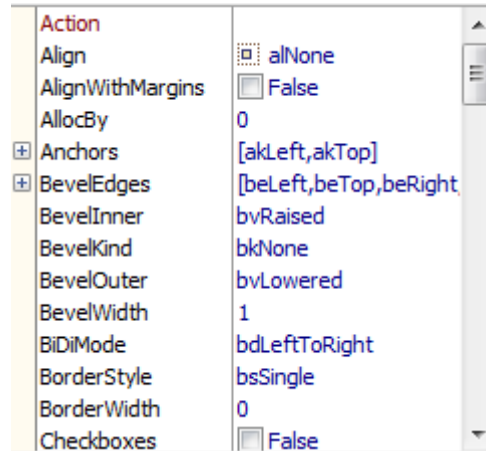 Action
Align alNone
AlignWithMargins False
AllocBy 0
Anchors [akLeft,akTop]
BevelEdges [beLeft,beTop,beRight,
BevelInner bvRaised
BevelKind bkNone
BevelOuter bvLowered
BevelWidth 1
BiDiMode bdLeftToRight
BorderStyle bsSingle
BorderWidth 0
Checkboxes False